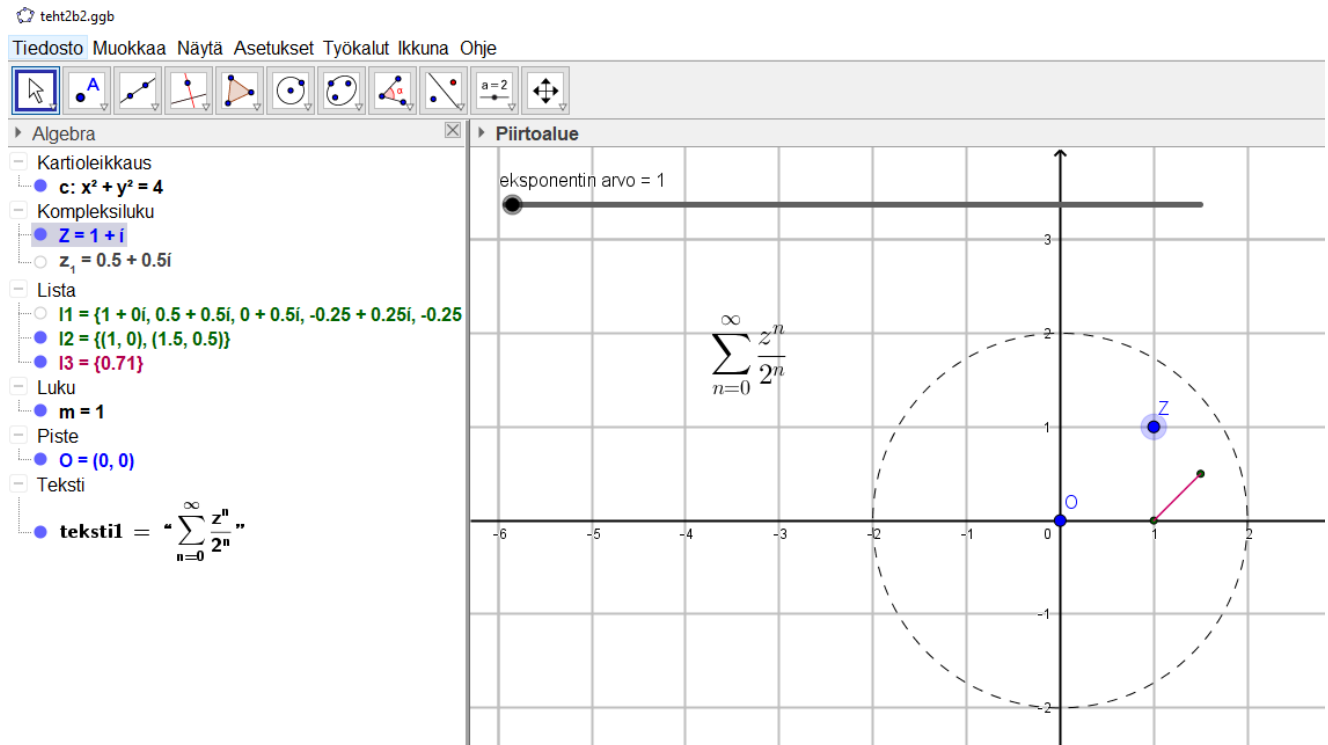 teht2b2.ggb
Tiedosto Muokkaa Näytä Asetukset Työkalut Ikkuna Ohje
A
α
a = 2
Algebra
Kartioleikkaus
c: x² + y² = 4
Kompleksiluku
Z = 1 + í
z₁ = 0.5 + 0.5í
Lista
l1 = {1 + 0í, 0.5 + 0.5í, 0 + 0.5í, -0.25 + 0.25í, -0.25
l2 = {(1, 0), (1.5, 0.5)}
l3 = {0.71}
Luku
m = 1
Piste
O = (0, 0)
Teksti
teksti1 = “∑_{n=0}^{∞} zⁿ/2ⁿ”
Piirtoalue
eksponentin arvo = 1
3
∑_{n=0}^{∞} zⁿ/2ⁿ
2
Z
1
O
-6 -5 -4 -3 -2 -1 0 1 2
-1
-2